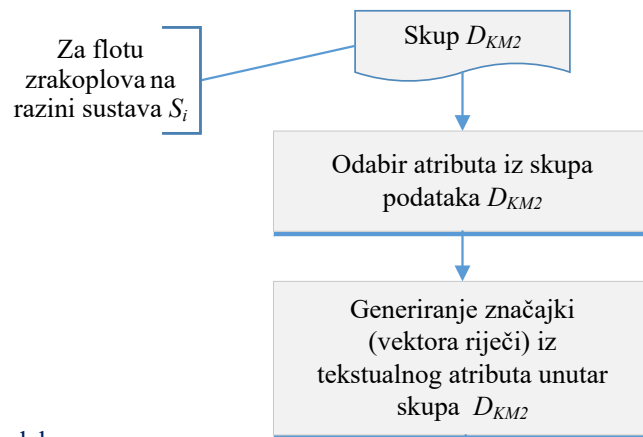 Za flotu
zrakoplova na
razini sustava Si
Skup DKM2
Odabir atributa iz skupa
podataka DKM2
Generiranje značajki
(vektora riječi) iz
tekstualnog atributa unutar
skupa DKM2